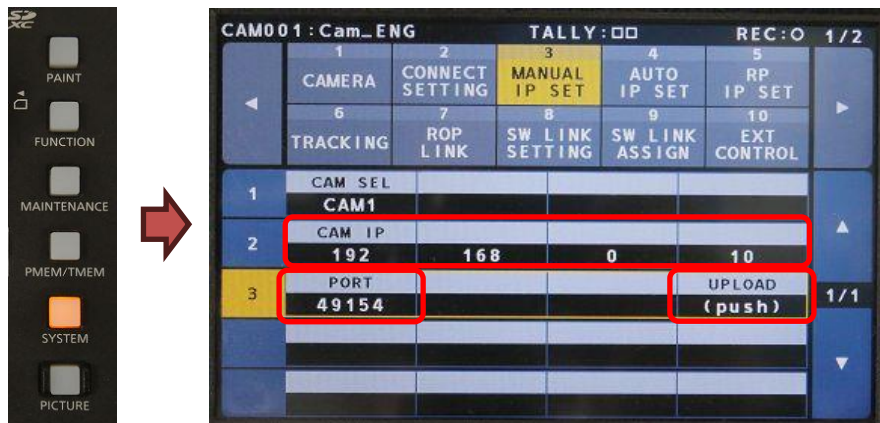 SD
XC
PAINT
FUNCTION
MAINTENANCE
PMEM/TMEM
SYSTEM
PICTURE
CAM001:Cam_ENG TALLY:□□ REC:○ 1/2
1 2 3 4 5
CAMERA CONNECT SETTING MANUAL IP SET AUTO IP SET RP IP SET
6 7 8 9 10
TRACKING ROP LINK SW LINK SETTING SW LINK ASSIGN EXT CONTROL
1 CAM SEL
CAM1
2 CAM IP
192 168 0 10
3 PORT UPLOAD
49154 (push)
1/1